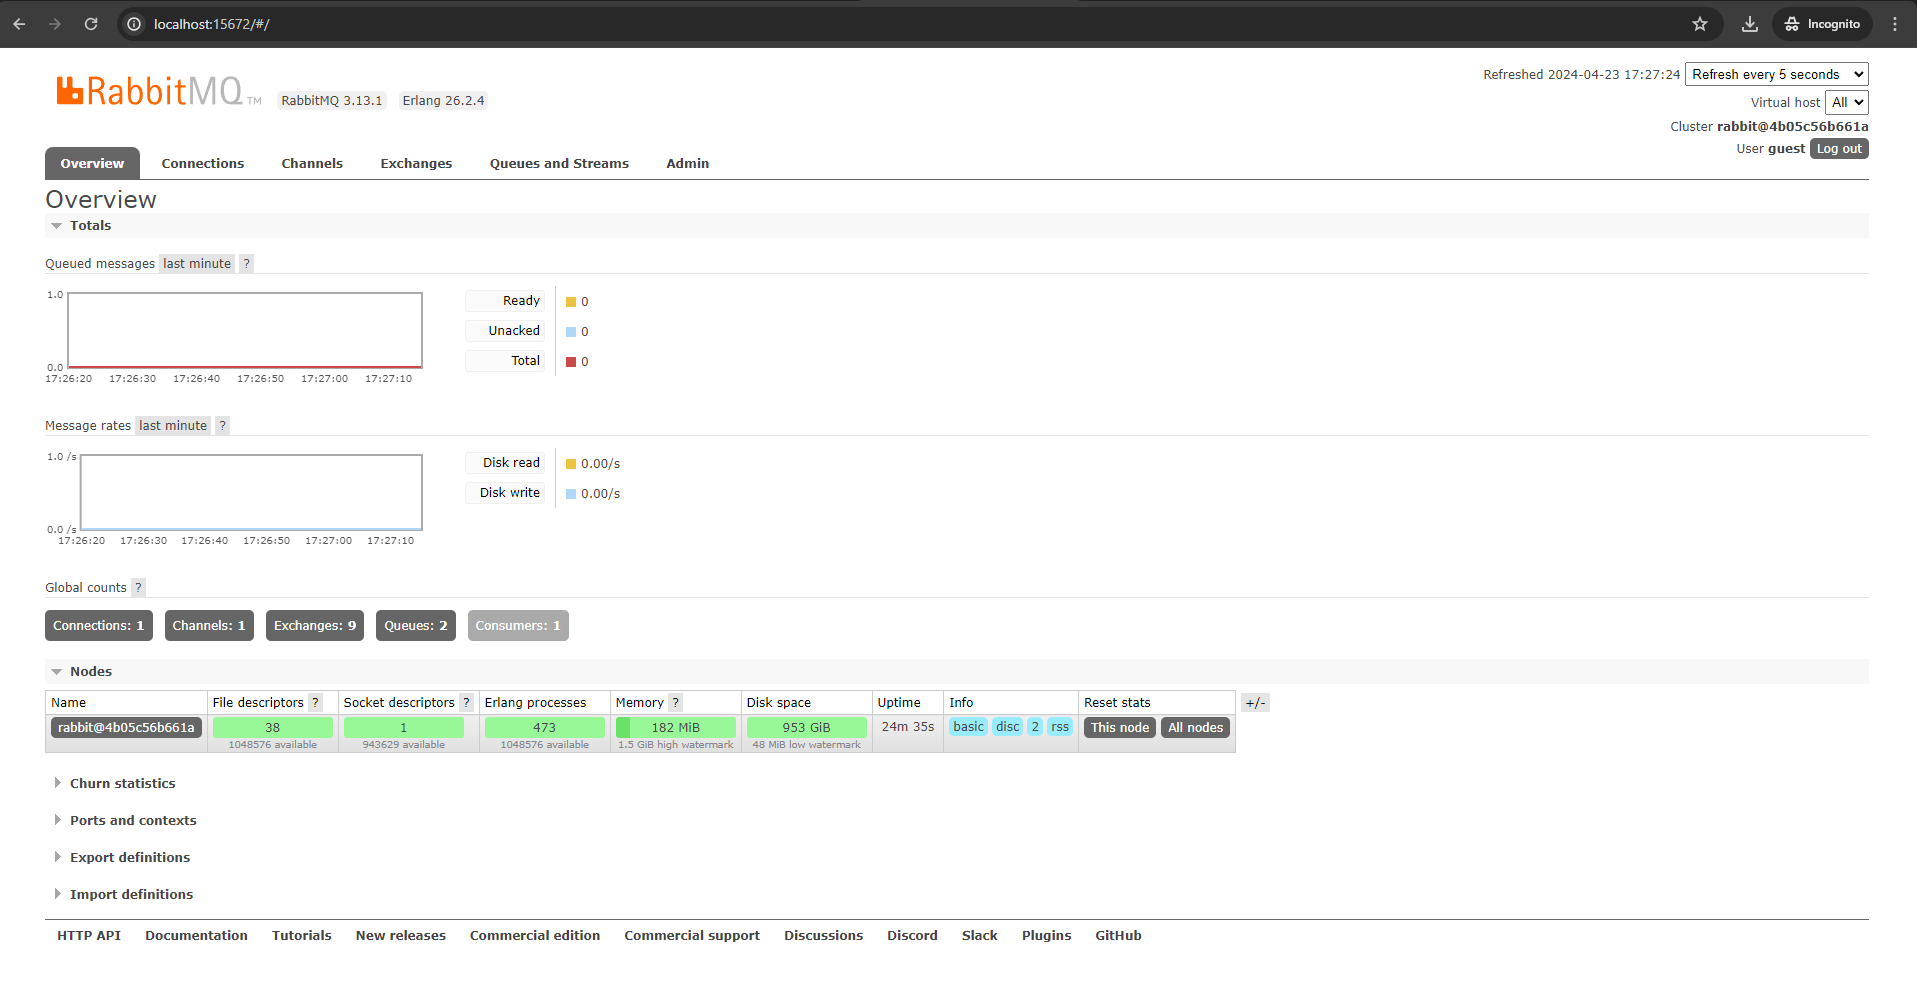 localhost:15672/#/
Incognito
RabbitMQ TM
RabbitMQ 3.13.1
Erlang 26.2.4
Refreshed 2024-04-23 17:27:24
Refresh every 5 seconds
Virtual host
All
Cluster rabbit@4b05c56b661a
User guest
Log out
Overview
Connections
Channels
Exchanges
Queues and Streams
Admin
Overview
Totals
Queued messages last minute ?
1.0
0.0
17:26:20 17:26:30 17:26:40 17:26:50 17:27:00 17:27:10
Ready 0
Unacked 0
Total 0
Message rates last minute ?
1.0 /s
0.0 /s
17:26:20 17:26:30 17:26:40 17:26:50 17:27:00 17:27:10
Disk read 0.00/s
Disk write 0.00/s
Global counts ?
Connections: 1
Channels: 1
Exchanges: 9
Queues: 2
Consumers: 1
Nodes
Name File descriptors ? Socket descriptors ? Erlang processes Memory ? Disk space Uptime Info Reset stats +/-
rabbit@4b05c56b661a 38 1 473 182 MiB 953 GiB 24m 35s basic disc 2 rss This node All nodes
1048576 available 943629 available 1048576 available 1.5 GiB high watermark 48 MiB low watermark
Churn statistics
Ports and contexts
Export definitions
Import definitions
HTTP API Documentation Tutorials New releases Commercial edition Commercial support Discussions Discord Slack Plugins GitHub